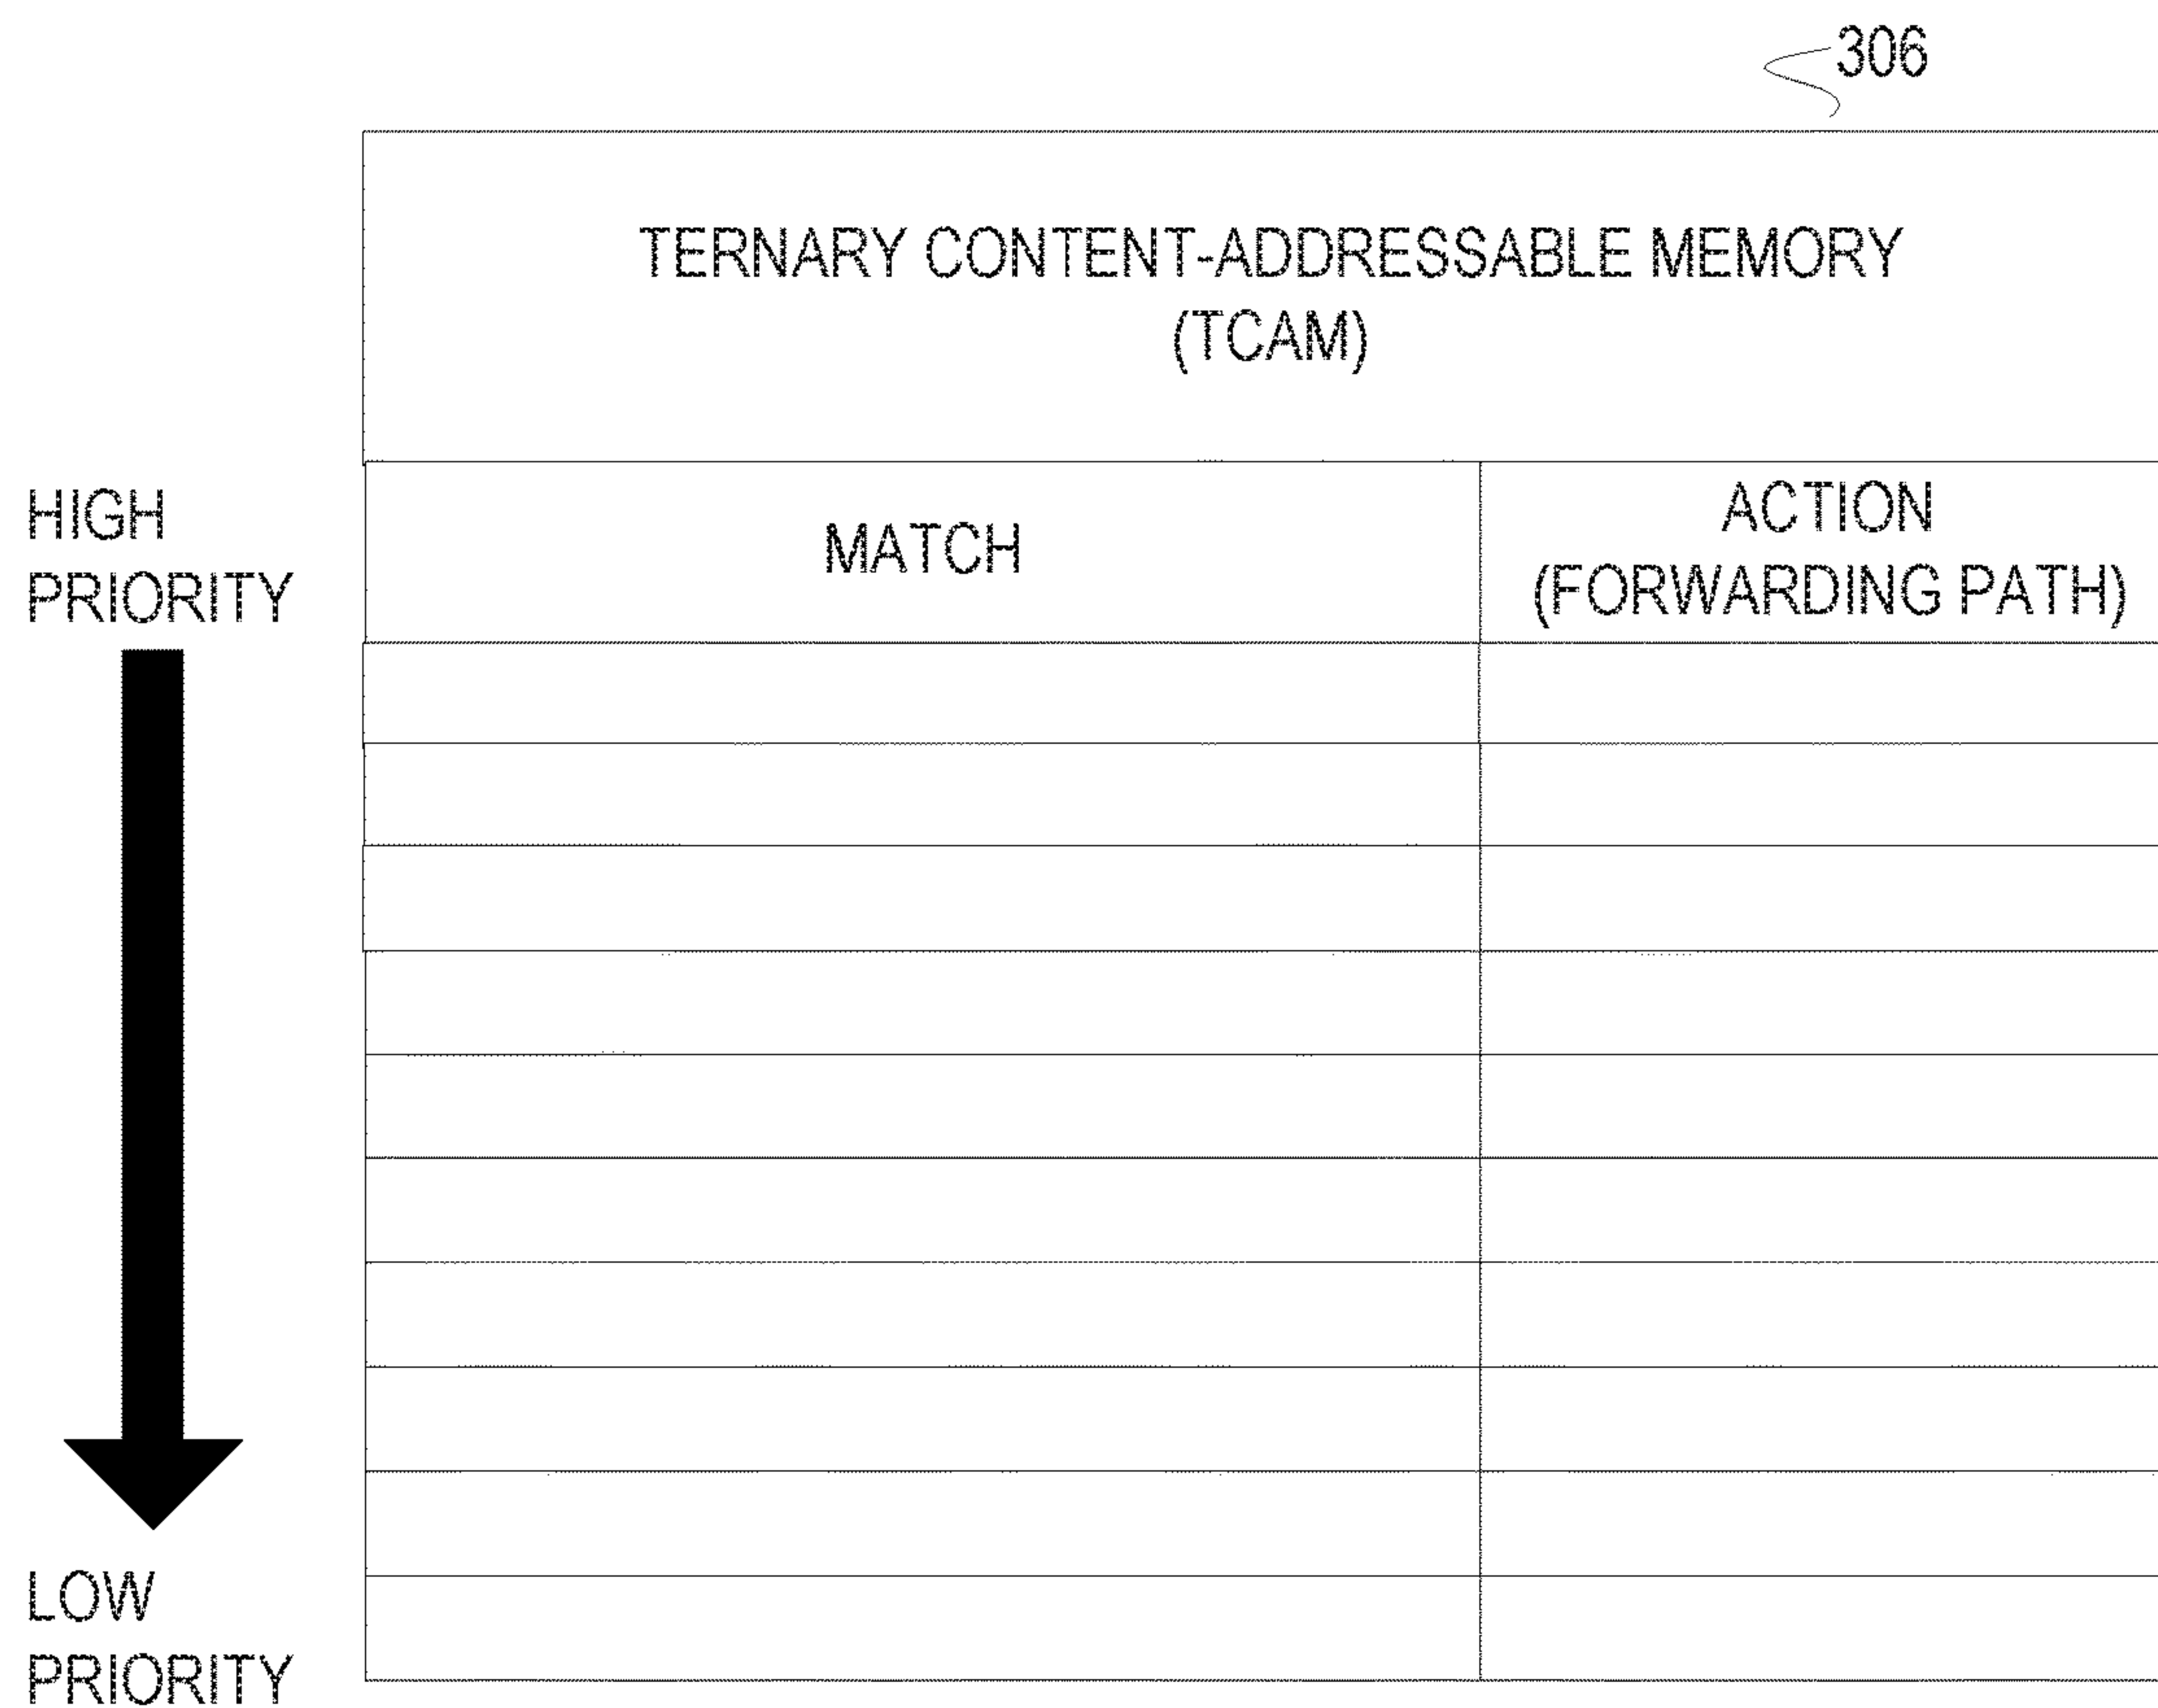 306
TERNARY CONTENT-ADDRESSABLE MEMORY
(TCAM)
HIGH
PRIORITY
MATCH
ACTION
(FORWARDING PATH)
LOW
PRIORITY